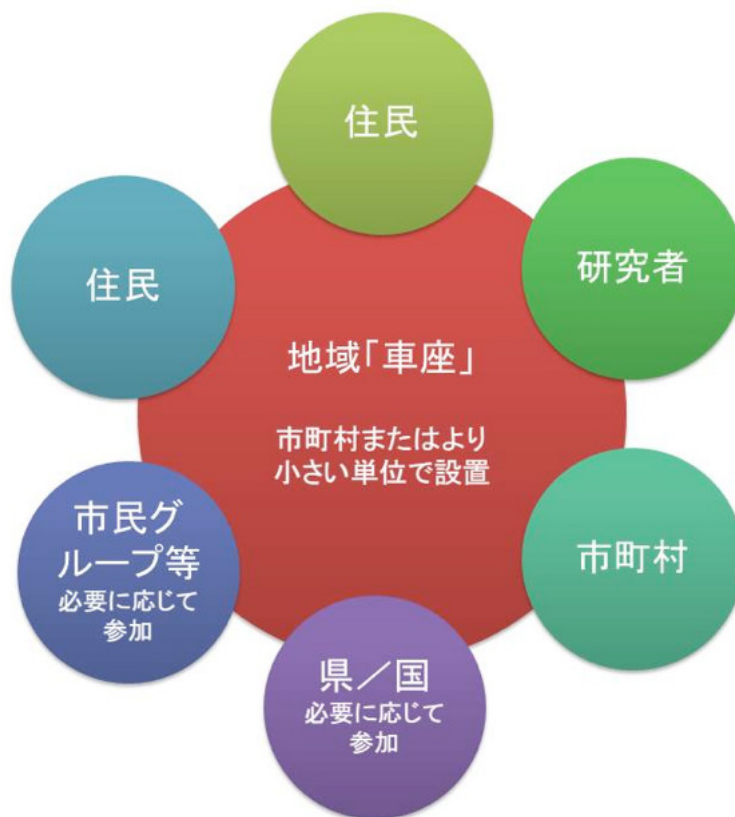 住民
住民
研究者
地域「車座」
市町村またはより
小さい単位で設置
市民グ
ループ等
必要に応じて
参加
市町村
県／国
必要に応じて
参加